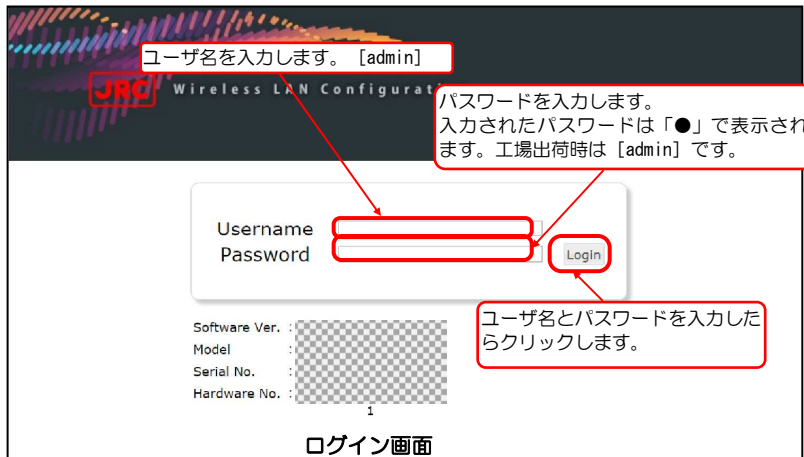 ユーザ名を入力します。 [admin]
JRC Wireless LAN Configurat
パスワードを入力します。
入力されたパスワードは「●」で表示され
ます。工場出荷時は [admin] です。
Username
Password
Login
ユーザ名とパスワードを入力した
らクリックします。
Software Ver. :
Model :
Serial No. :
Hardware No. :
1
ログイン画面